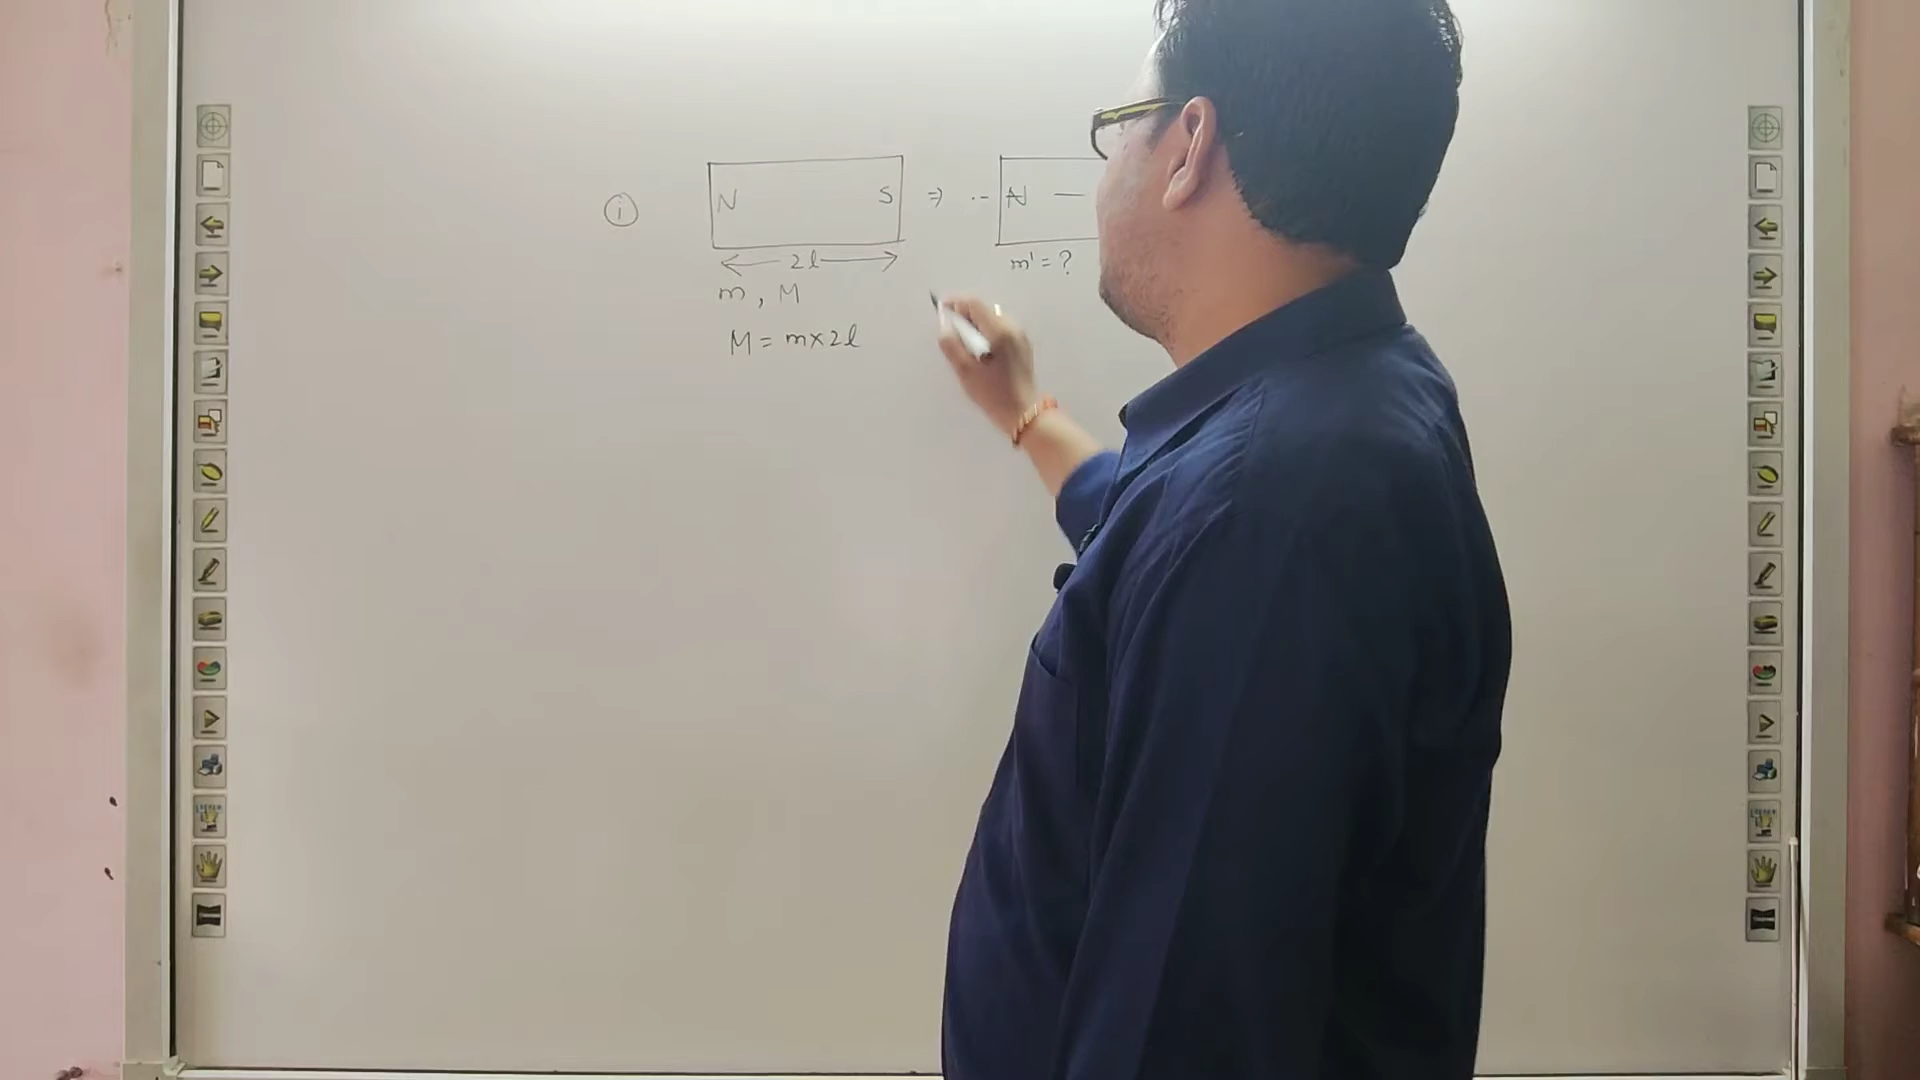 (i) N S ⇒ -- N —
2l
m' = ?
m, M
M = m×2l